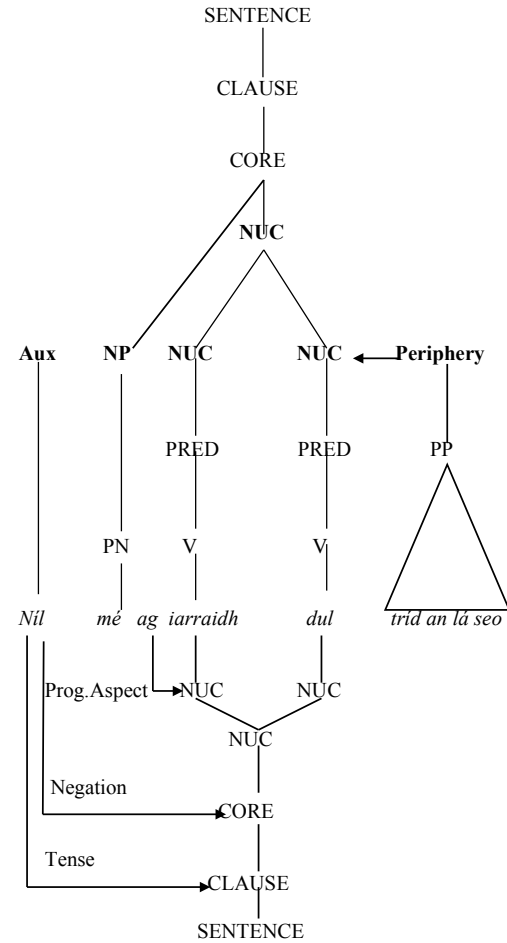 SENTENCE
CLAUSE
CORE
NUC
Aux NP NUC NUC Periphery
PRED PRED PP
PN V V
Níl mé ag iarraidh dul tríd an lá seo
Prog.Aspect NUC NUC
NUC
Negation
CORE
Tense
CLAUSE
SENTENCE